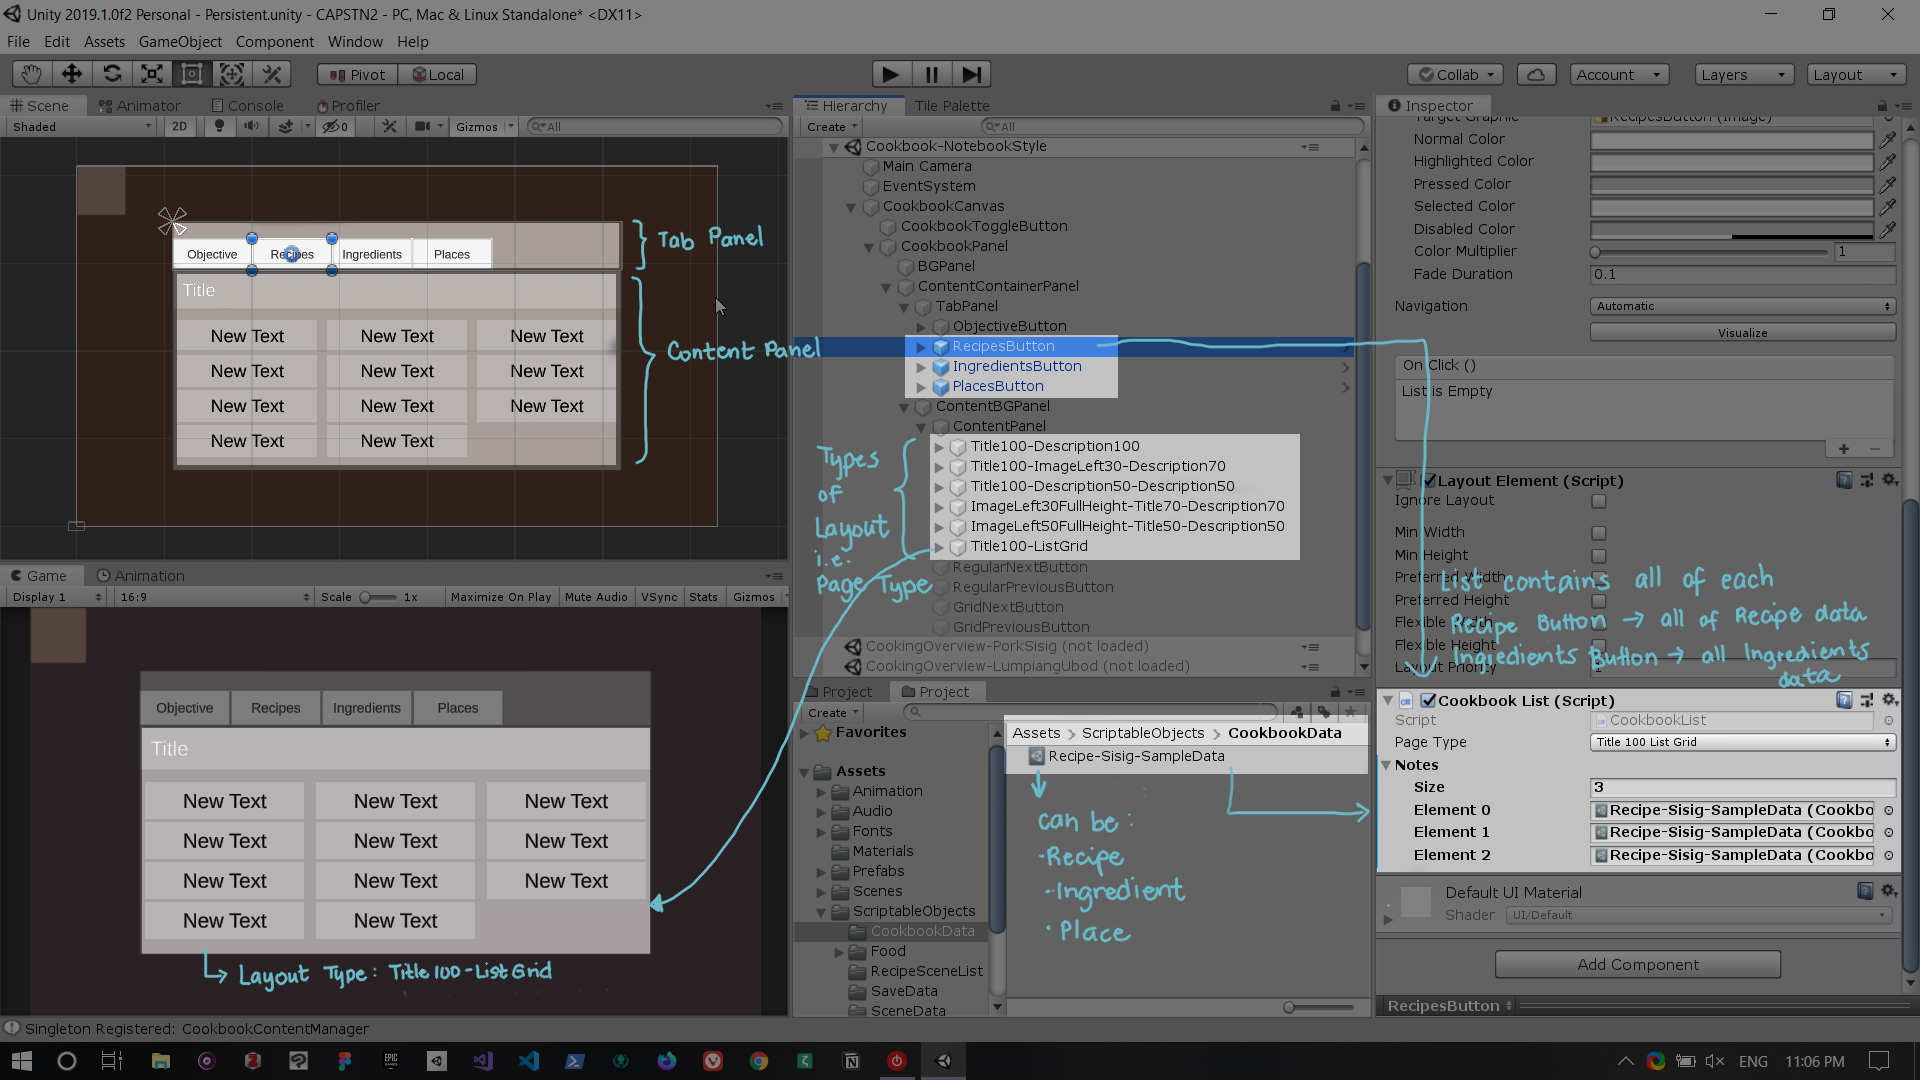 Unity 2019.1.0f2 Personal - Persistent.unity - CAPSTN2 - PC, Mac & Linux Standalone* <DX11>
File Edit Assets GameObject Component Window Help
Pivot Local
Collab Account Layers Layout
Scene Animator Console Profiler
Shaded 2D 0 Gizmos All
Objective Recipes Ingredients Places
Title
New Text New Text New Text
New Text New Text New Text
New Text New Text New Text
New Text New Text
Tab Panel
Content Panel
Game Animation
Display 1 16:9 Scale 1x Maximize On Play Mute Audio VSync Stats Gizmos
Objective Recipes Ingredients Places
Title
New Text New Text New Text
New Text New Text New Text
New Text New Text New Text
New Text New Text
Layout Type: Title100-ListGrid
Singleton Registered: CookbookContentManager
Hierarchy Tile Palette
Create All
Cookbook-NotebookStyle
Main Camera
EventSystem
CookbookCanvas
CookbookToggleButton
CookbookPanel
BGPanel
ContentContainerPanel
TabPanel
ObjectiveButton
RecipesButton
IngredientsButton
PlacesButton
ContentBGPanel
ContentPanel
Title100-Description100
Title100-ImageLeft30-Description70
Title100-Description50-Description50
ImageLeft30FullHeight-Title70-Description70
ImageLeft50FullHeight-Title50-Description50
Title100-ListGrid
RegularNextButton
RegularPreviousButton
GridNextButton
GridPreviousButton
CookingOverview-PorkSisig (not loaded)
CookingOverview-LumpiangUbod (not loaded)
Types
of
Layout
i.e.
Page Type
Project Project
Create
Favorites
Assets
Animation
Audio
Fonts
Materials
Prefabs
Scenes
ScriptableObjects
CookbookData
Food
RecipeSceneList
SaveData
SceneData
Assets > ScriptableObjects > CookbookData
Recipe-Sisig-SampleData
can be:
-Recipe
-Ingredient
· Place
Inspector
Target Graphic RecipesButton (Image)
Normal Color
Highlighted Color
Pressed Color
Selected Color
Disabled Color
Color Multiplier 1
Fade Duration 0.1
Navigation Automatic
Visualize
On Click ()
List is Empty
Layout Element (Script)
Ignore Layout
Min Width
Min Height
Preferred Width
Preferred Height
Flexible Width
Flexible Height
Layout Priority 1
List contains all of each
Recipe Button → all of Recipe data
Ingredients Button → all Ingredients
data
Cookbook List (Script)
Script CookbookList
Page Type Title 100 List Grid
Notes
Size 3
Element 0 Recipe-Sisig-SampleData (Cookbo
Element 1 Recipe-Sisig-SampleData (Cookbo
Element 2 Recipe-Sisig-SampleData (Cookbo
Default UI Material
Shader UI/Default
Add Component
RecipesButton
ENG 11:06 PM